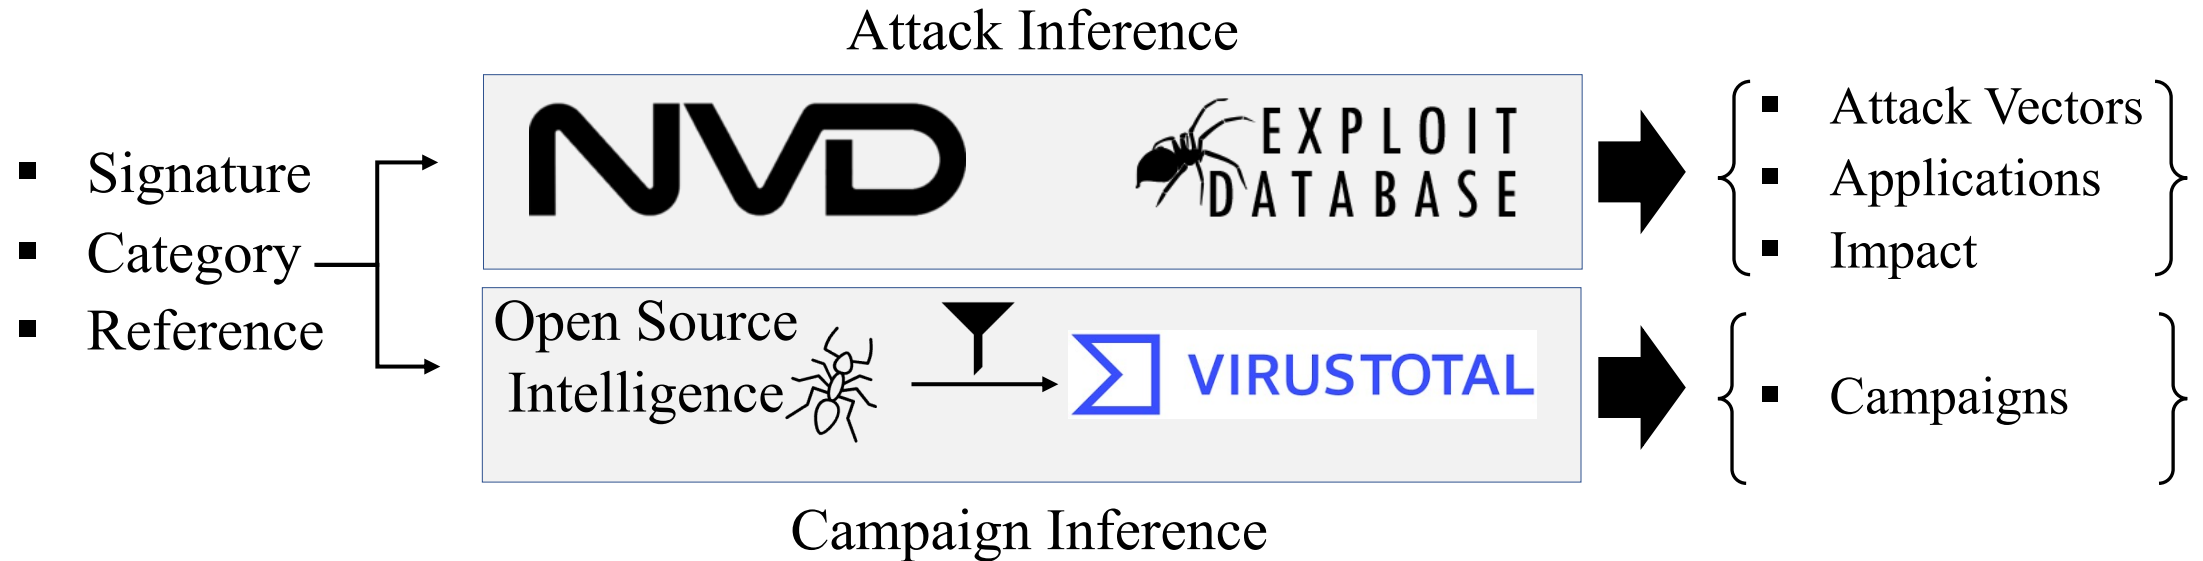 Attack Inference
Signature
Category
Reference
NVD
EXPLOIT
DATABASE
Attack Vectors
Applications
Impact
Open Source
Intelligence
VIRUSTOTAL
Campaigns
Campaign Inference